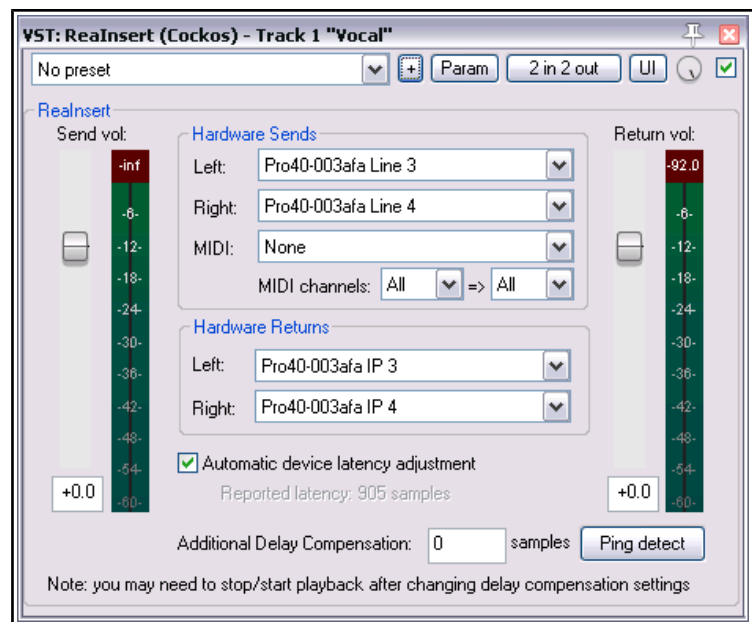 VST: ReaInsert (Cockos) - Track 1 "Vocal"
No preset + Param 2 in 2 out UI
ReaInsert
Send vol:
-inf
-6-
-12-
-18-
-24-
-30-
-36-
-42-
-48-
-54-
-60-
+0.0
Hardware Sends
Left: Pro40-003afa Line 3
Right: Pro40-003afa Line 4
MIDI: None
MIDI channels: All => All
Hardware Returns
Left: Pro40-003afa IP 3
Right: Pro40-003afa IP 4
Automatic device latency adjustment
Reported latency: 905 samples
Return vol:
-92.0
-6-
-12-
-18-
-24-
-30-
-36-
-42-
-48-
-54-
-60-
+0.0
Additional Delay Compensation: 0 samples Ping detect
Note: you may need to stop/start playback after changing delay compensation settings